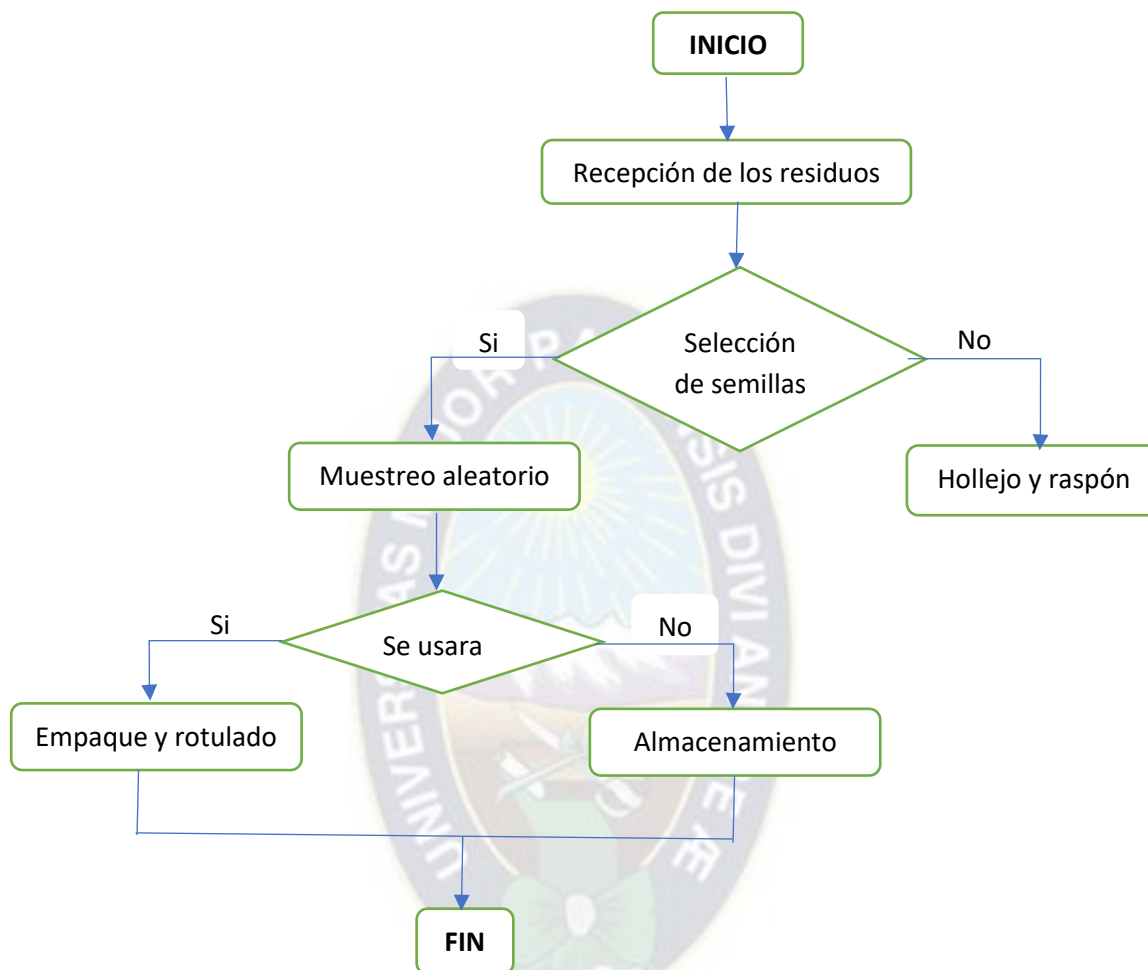 INICIO
Recepción de los residuos
Selección
de semillas
Si
No
Muestreo aleatorio
Hollejo y raspón
Se usara
Si
No
Empaque y rotulado
Almacenamiento
FIN